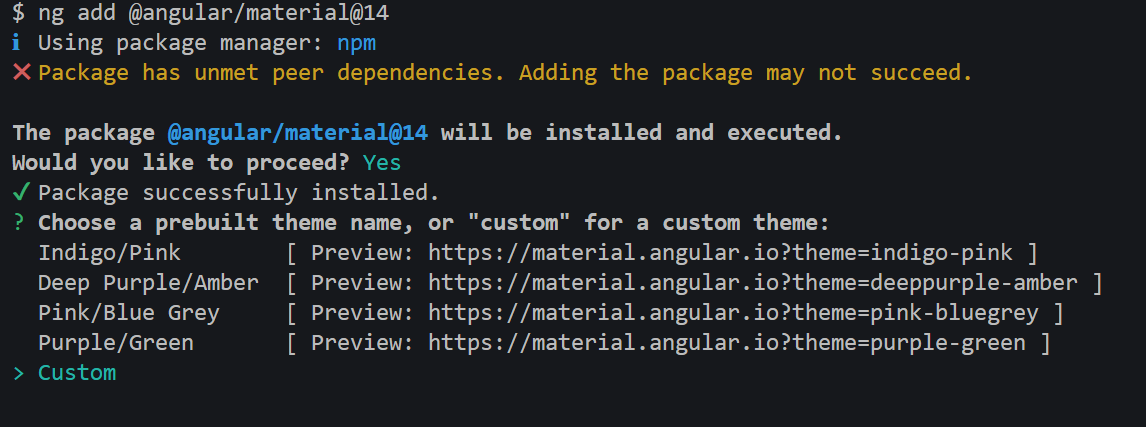 $ ng add @angular/material@14
i Using package manager: npm
✖ Package has unmet peer dependencies. Adding the package may not succeed.
The package @angular/material@14 will be installed and executed.
Would you like to proceed? Yes
✔ Package successfully installed.
? Choose a prebuilt theme name, or "custom" for a custom theme:
Indigo/Pink        [ Preview: https://material.angular.io?theme=indigo-pink ]
Deep Purple/Amber  [ Preview: https://material.angular.io?theme=deeppurple-amber ]
Pink/Blue Grey     [ Preview: https://material.angular.io?theme=pink-bluegrey ]
Purple/Green       [ Preview: https://material.angular.io?theme=purple-green ]
> Custom